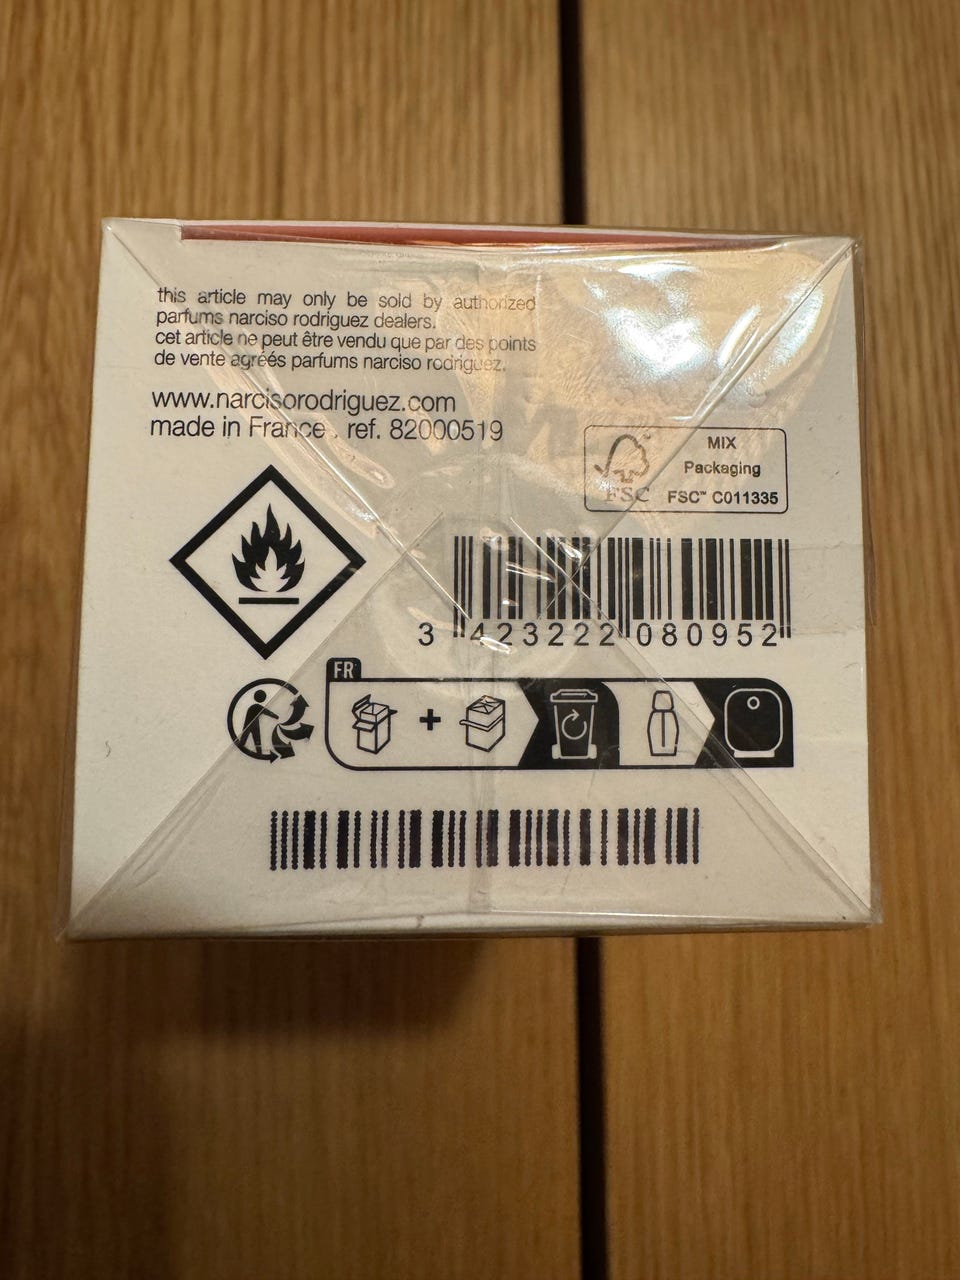 this article may only be sold by authorized
parfums narciso rodriguez dealers.
cet article ne peut être vendu que par des points
de vente agréés parfums narciso rodriguez.
www.narcisorodriguez.com
made in France . ref. 82000519
FSC
MIX
Packaging
FSC™ C011335
3 423222 080952
FR